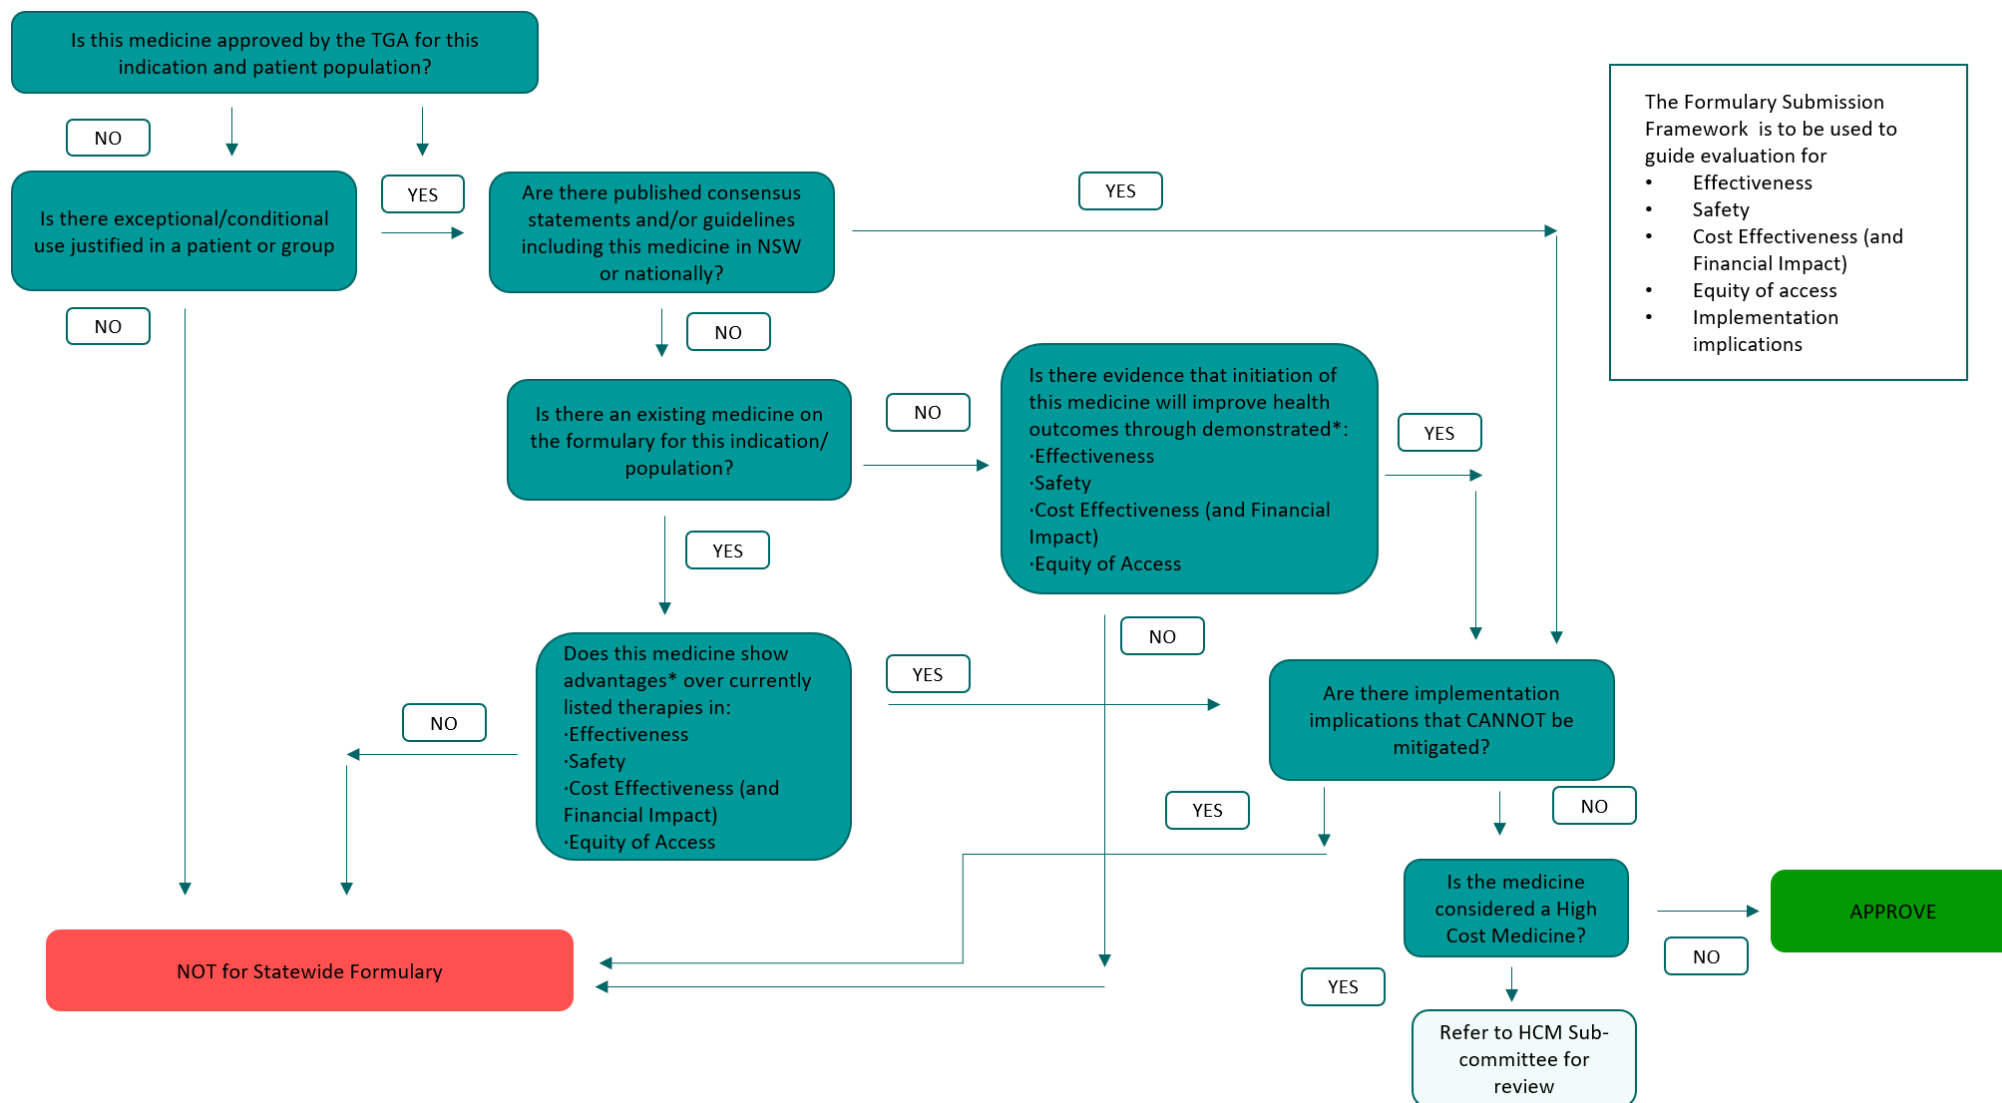 Is this medicine approved by the TGA for this
indication and patient population?
NO
YES
Is there exceptional/conditional
use justified in a patient or group
NO
Are there published consensus
statements and/or guidelines
including this medicine in NSW
or nationally?
YES
The Formulary Submission
Framework  is to be used to
guide evaluation for
• Effectiveness
• Safety
• Cost Effectiveness (and
Financial Impact)
• Equity of access
• Implementation
implications
NO
Is there an existing medicine on
the formulary for this indication/
population?
NO
Is there evidence that initiation of
this medicine will improve health
outcomes through demonstrated*:
·Effectiveness
·Safety
·Cost Effectiveness (and Financial
Impact)
·Equity of Access
YES
YES
NO
Does this medicine show
advantages* over currently
listed therapies in:
·Effectiveness
·Safety
·Cost Effectiveness (and
Financial Impact)
·Equity of Access
NO
YES
Are there implementation
implications that CANNOT be
mitigated?
YES
NO
Is the medicine
considered a High
Cost Medicine?
NO
APPROVE
YES
Refer to HCM Sub-
committee for
review
NOT for Statewide Formulary